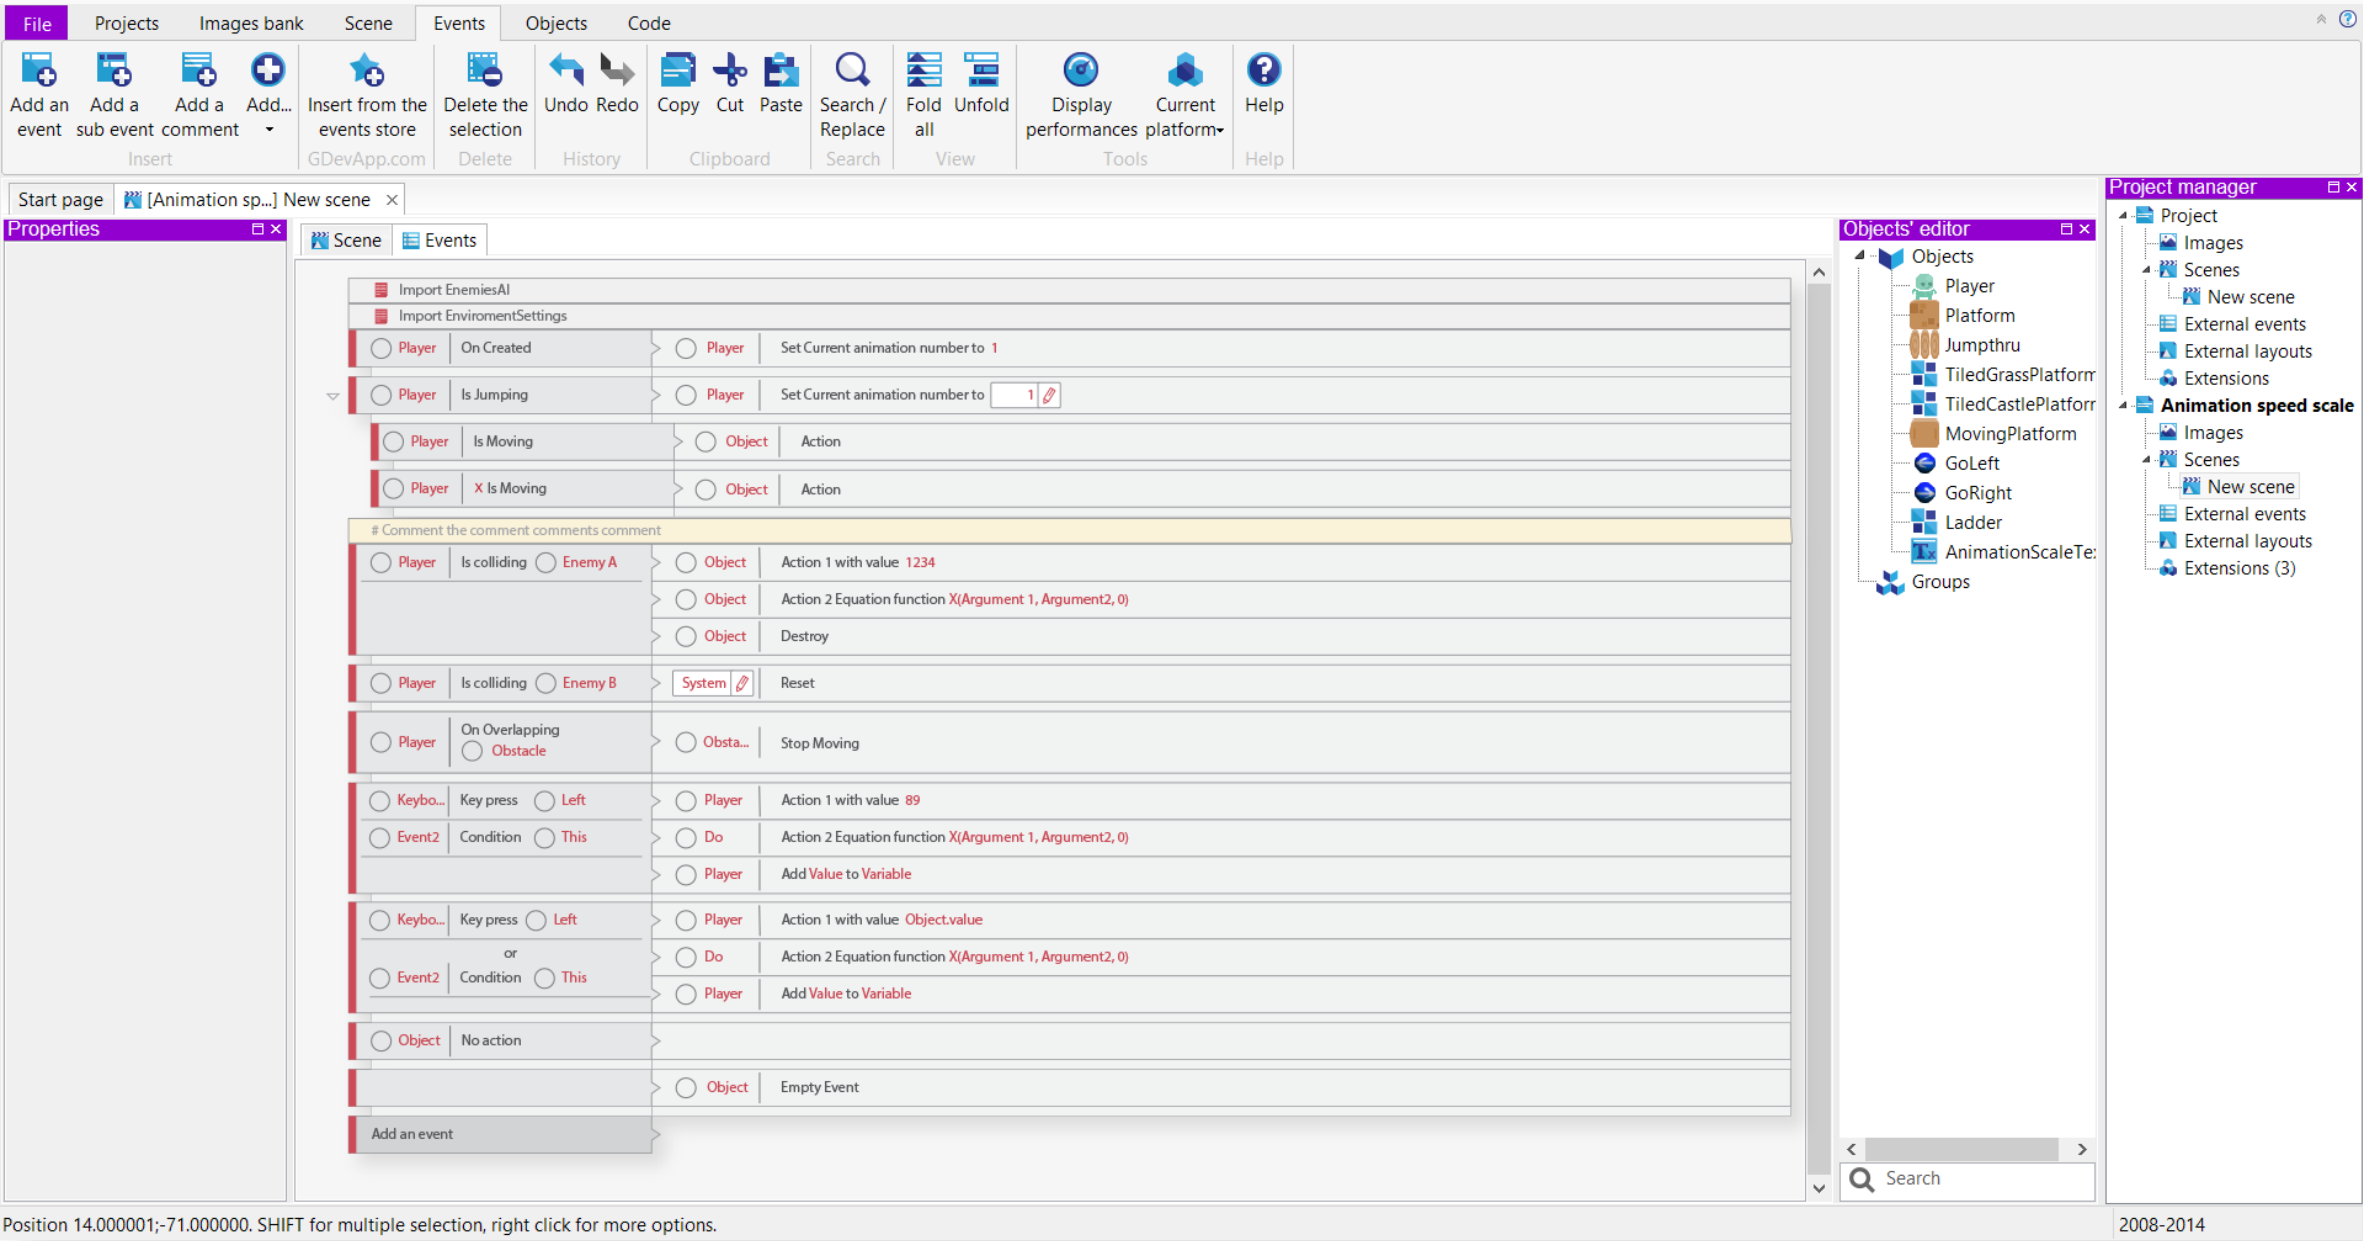 File Projects Images bank Scene Events Objects Code
Add an event Add a sub event Add a comment Add...
Insert
Insert from the events store
GDevApp.com
Delete the selection
Delete
Undo Redo
History
Copy Cut Paste
Clipboard
Search / Replace
Search
Fold all Unfold
View
Display performances Current platform
Tools
Help
Help
Start page [Animation sp...] New scene
Properties
Scene Events
Import EnemiesAI
Import EnviromentSettings
Player On Created Player Set Current animation number to 1
Player Is Jumping Player Set Current animation number to 1
Player Is Moving Object Action
Player X Is Moving Object Action
# Comment the comment comments comment
Player Is colliding Enemy A Object Action 1 with value 1234
Object Action 2 Equation function X(Argument 1, Argument2, 0)
Object Destroy
Player Is colliding Enemy B System Reset
Player On Overlapping Obstacle Obsta... Stop Moving
Keybo... Key press Left Player Action 1 with value 89
Event2 Condition This Do Action 2 Equation function X(Argument 1, Argument2, 0)
Player Add Value to Variable
Keybo... Key press Left Player Action 1 with value Object.value
or
Event2 Condition This Do Action 2 Equation function X(Argument 1, Argument2, 0)
Player Add Value to Variable
Object No action
Object Empty Event
Add an event
Objects' editor
Objects
Player
Platform
Jumpthru
TiledGrassPlatform
TiledCastlePlatforr
MovingPlatform
GoLeft
GoRight
Ladder
Tx AnimationScaleTe
Groups
Search
Project manager
Project
Images
Scenes
New scene
External events
External layouts
Extensions
Animation speed scale
Images
Scenes
New scene
External events
External layouts
Extensions (3)
Position 14.000001;-71.000000. SHIFT for multiple selection, right click for more options.
2008-2014